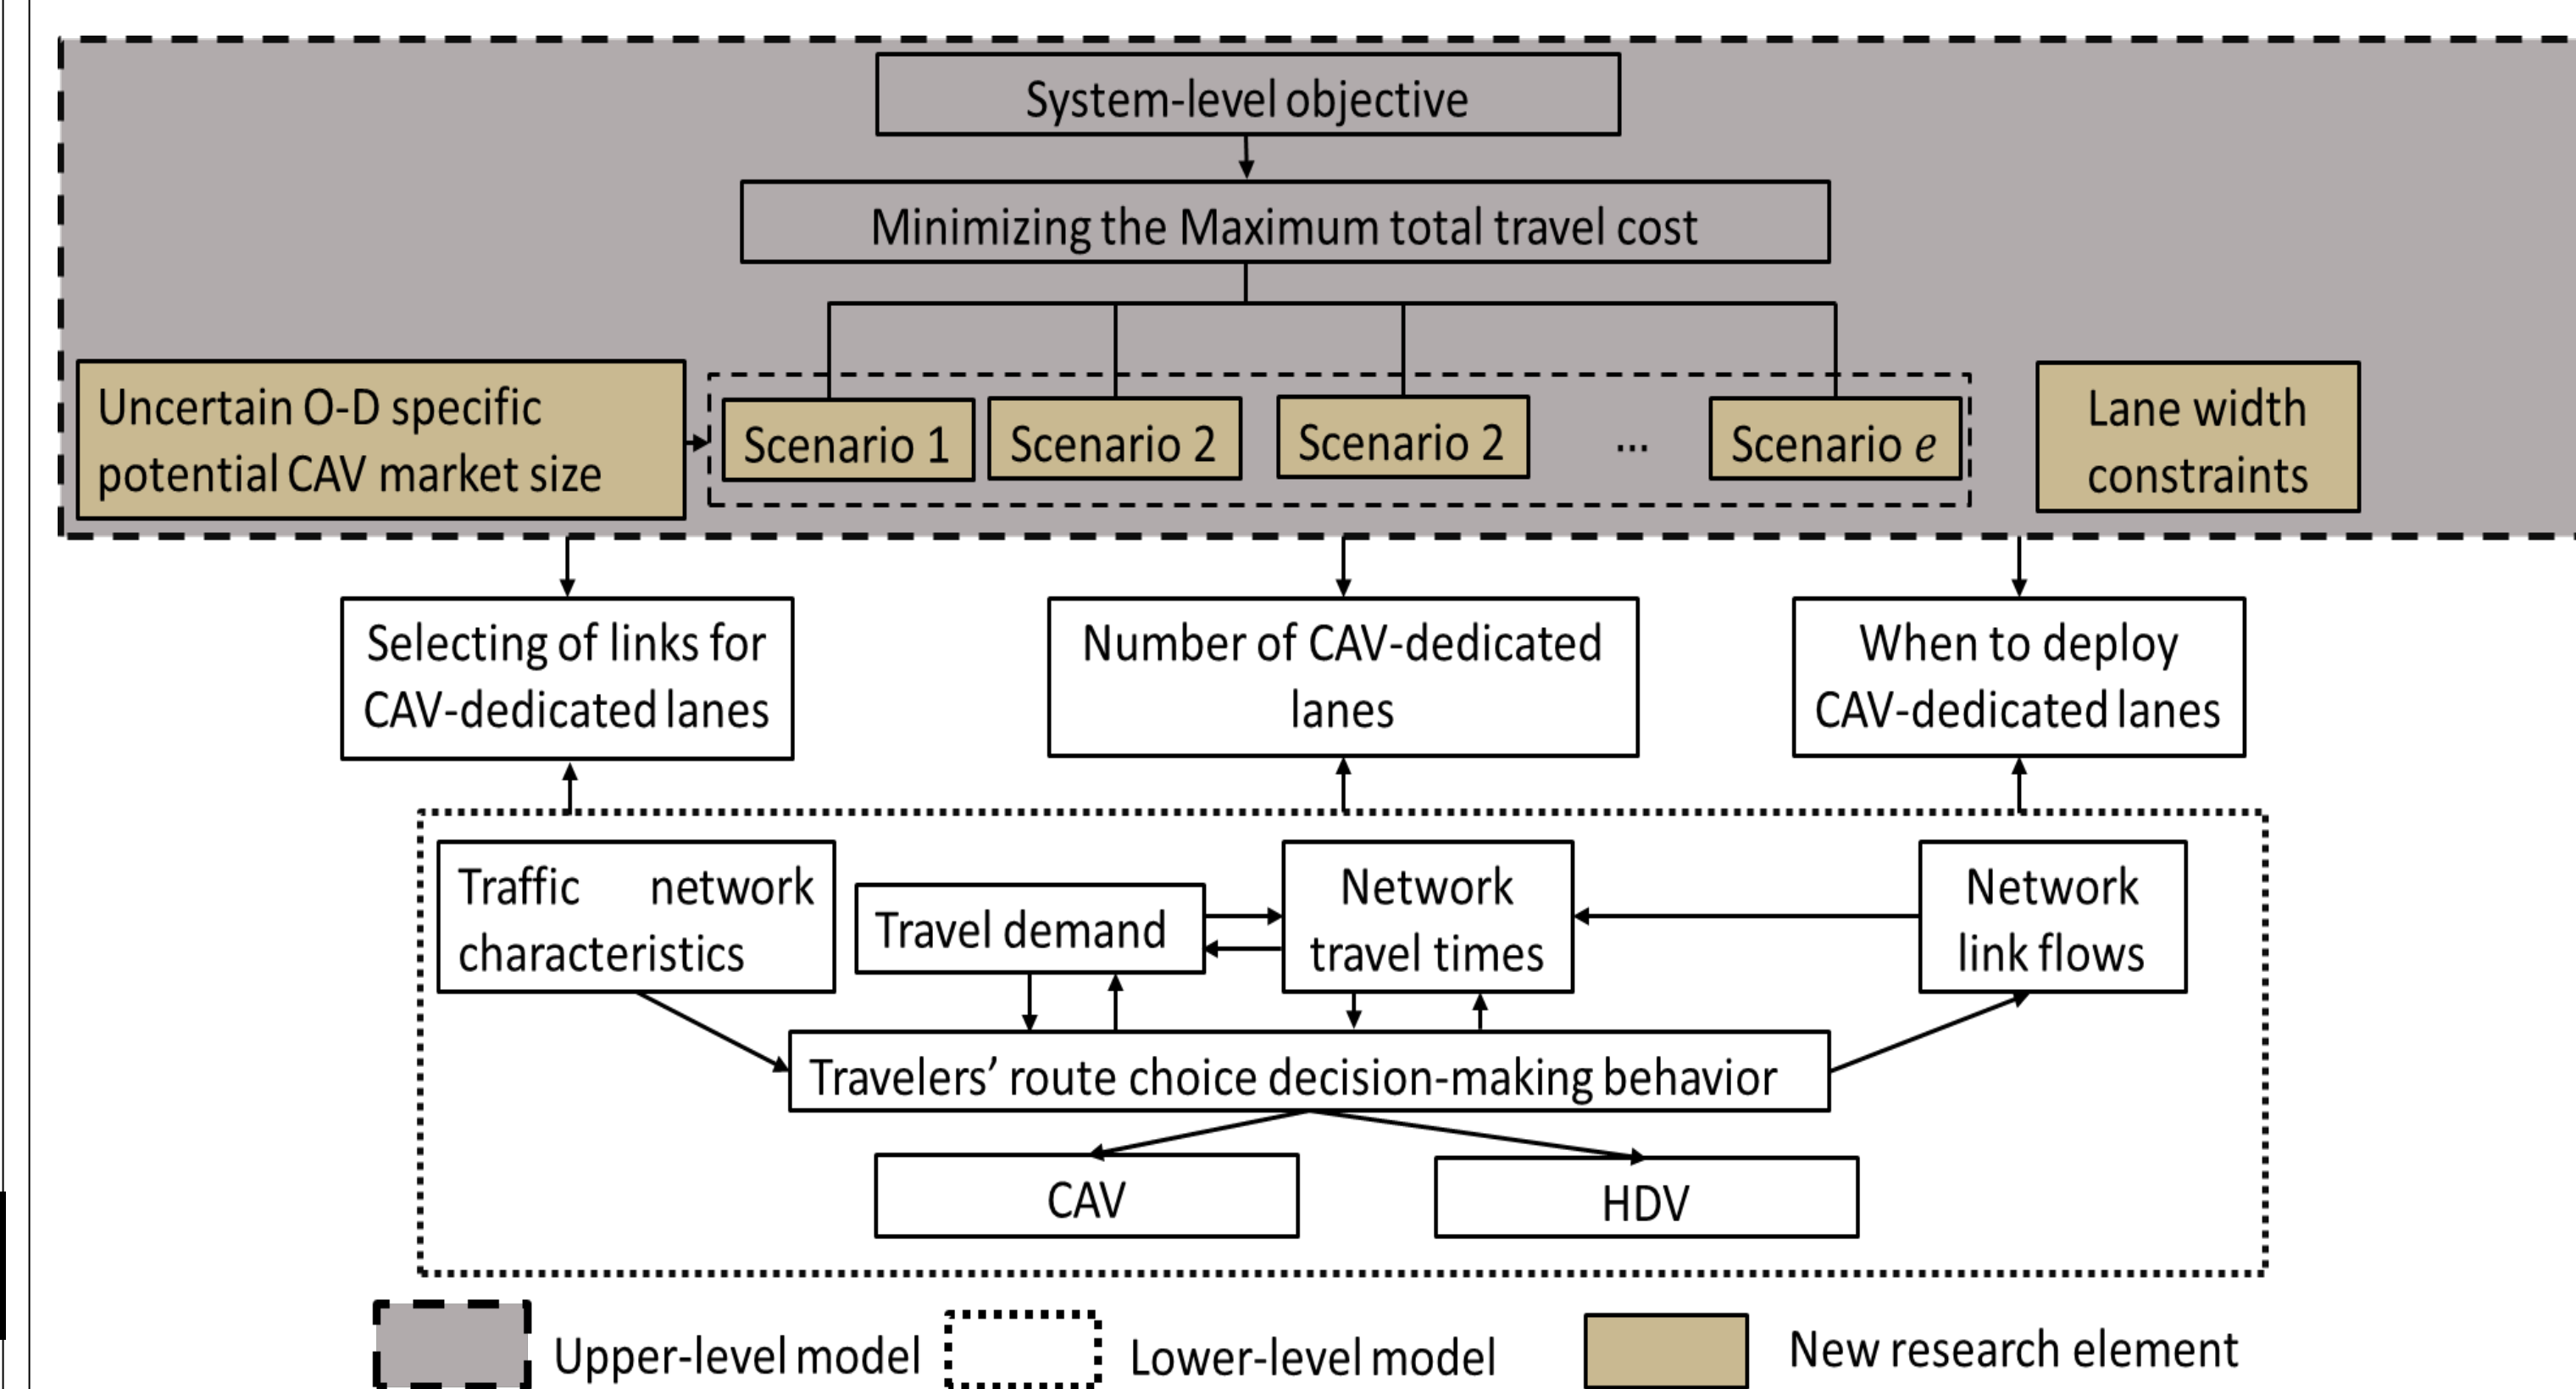 System-level objective
Minimizing the Maximum total travel cost
Uncertain O-D specific
potential CAV market size
Scenario 1
Scenario 2
Scenario 2
...
Scenario e
Lane width
constraints
Selecting of links for
CAV-dedicated lanes
Number of CAV-dedicated
lanes
When to deploy
CAV-dedicated lanes
Traffic network
characteristics
Travel demand
Network
travel times
Network
link flows
Travelers’ route choice decision-making behavior
CAV
HDV
Upper-level model
Lower-level model
New research element